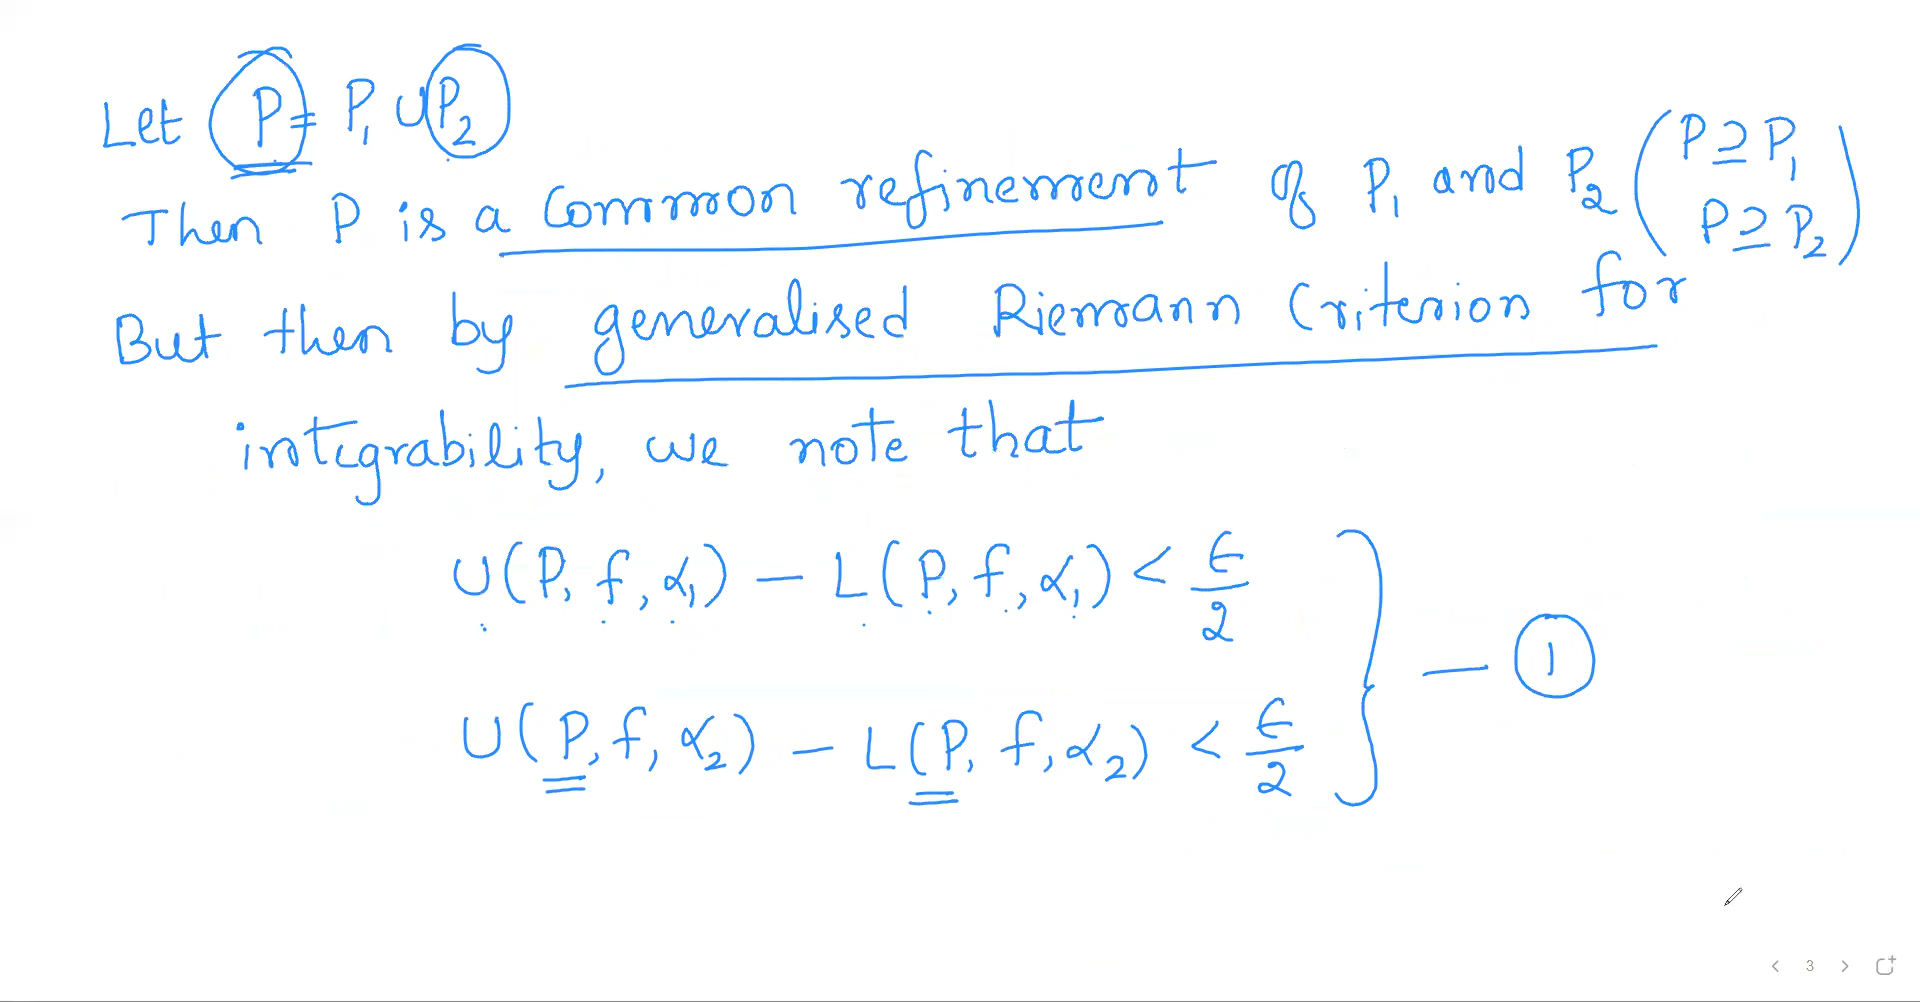 Let P = P₁ ∪ P₂
Then P is a common refinement of P₁ and P₂ (P ⊇ P₁
P ⊇ P₂)
But then by generalised Riemann Criterion for
integrability, we note that
U(P, f, α₁) – L(P, f, α₁) < ϵ/2
U(P, f, α₂) – L(P, f, α₂) < ϵ/2 } — ①
3